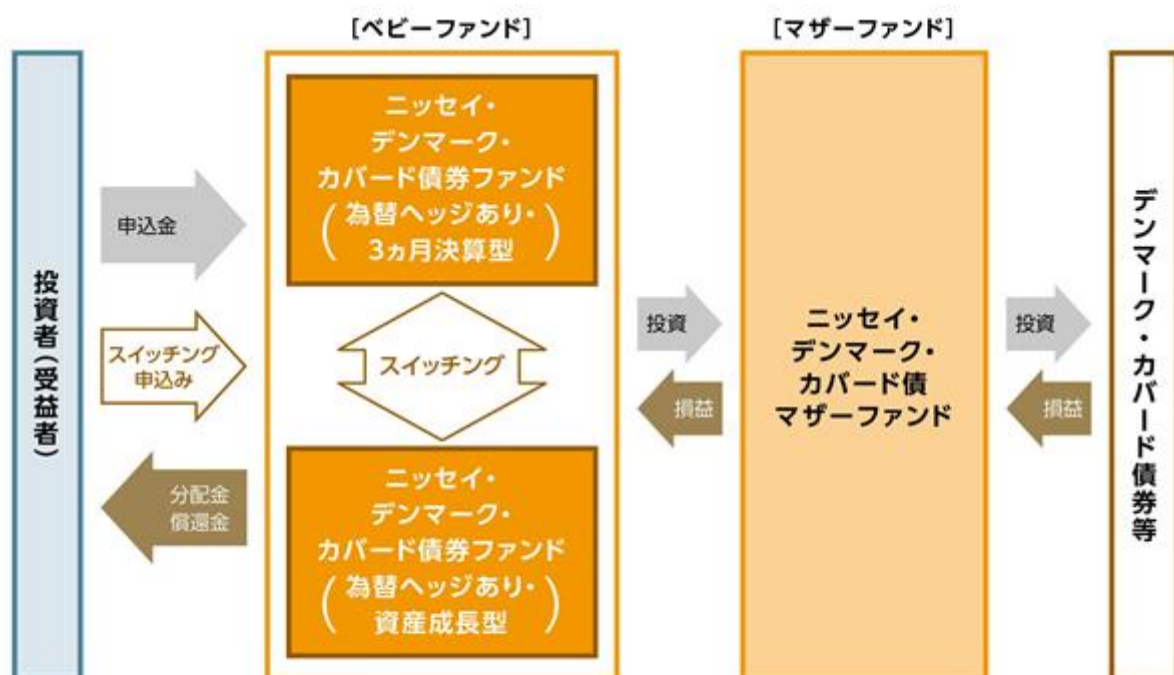 [ベビーファンド]
[マザーファンド]
投資者(受益者)
申込金
スイッチング
申込み
分配金
償還金
ニッセイ・
デンマーク・
カバード債券ファンド
(為替ヘッジあり・
3ヵ月決算型)
スイッチング
ニッセイ・
デンマーク・
カバード債券ファンド
(為替ヘッジあり・
資産成長型)
投資
損益
ニッセイ・
デンマーク・
カバード債
マザーファンド
投資
損益
デンマーク・カバード債券等